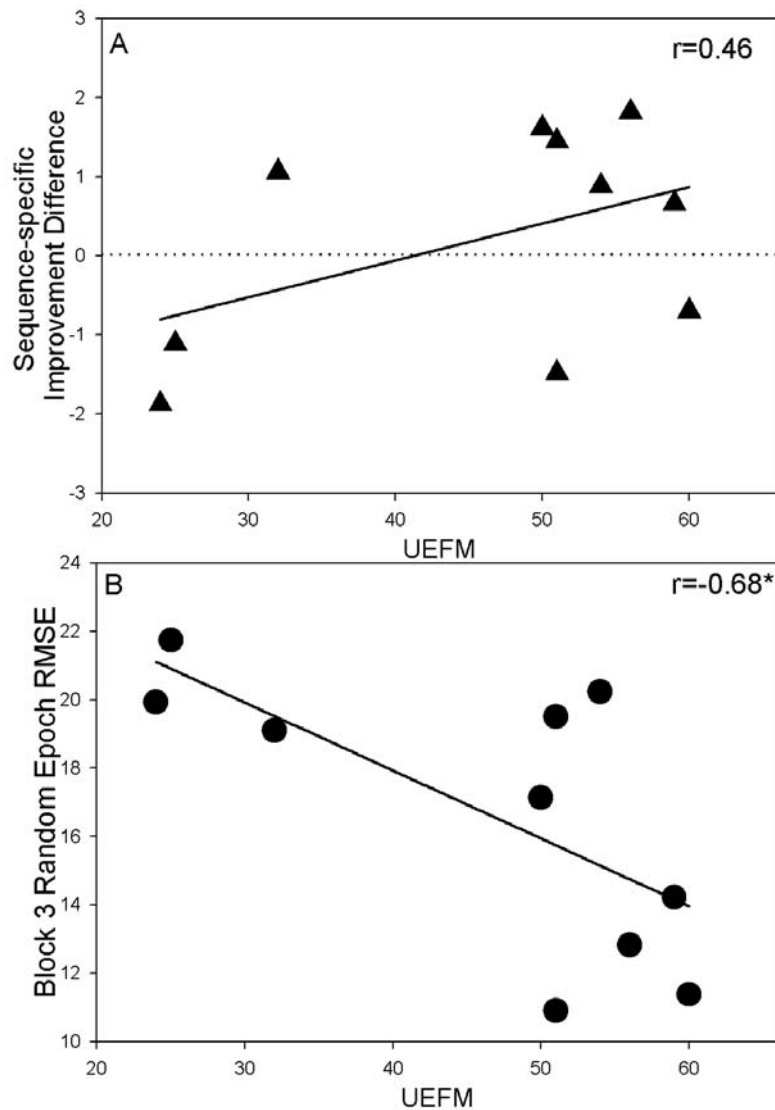 A
r=0.46
Sequence-specific
Improvement Difference
3
2
1
0
-1
-2
-3
20 30 40 50 60
UEFM
B
r=-0.68*
Block 3 Random Epoch RMSE
24
22
20
18
16
14
12
10
20 30 40 50 60
UEFM